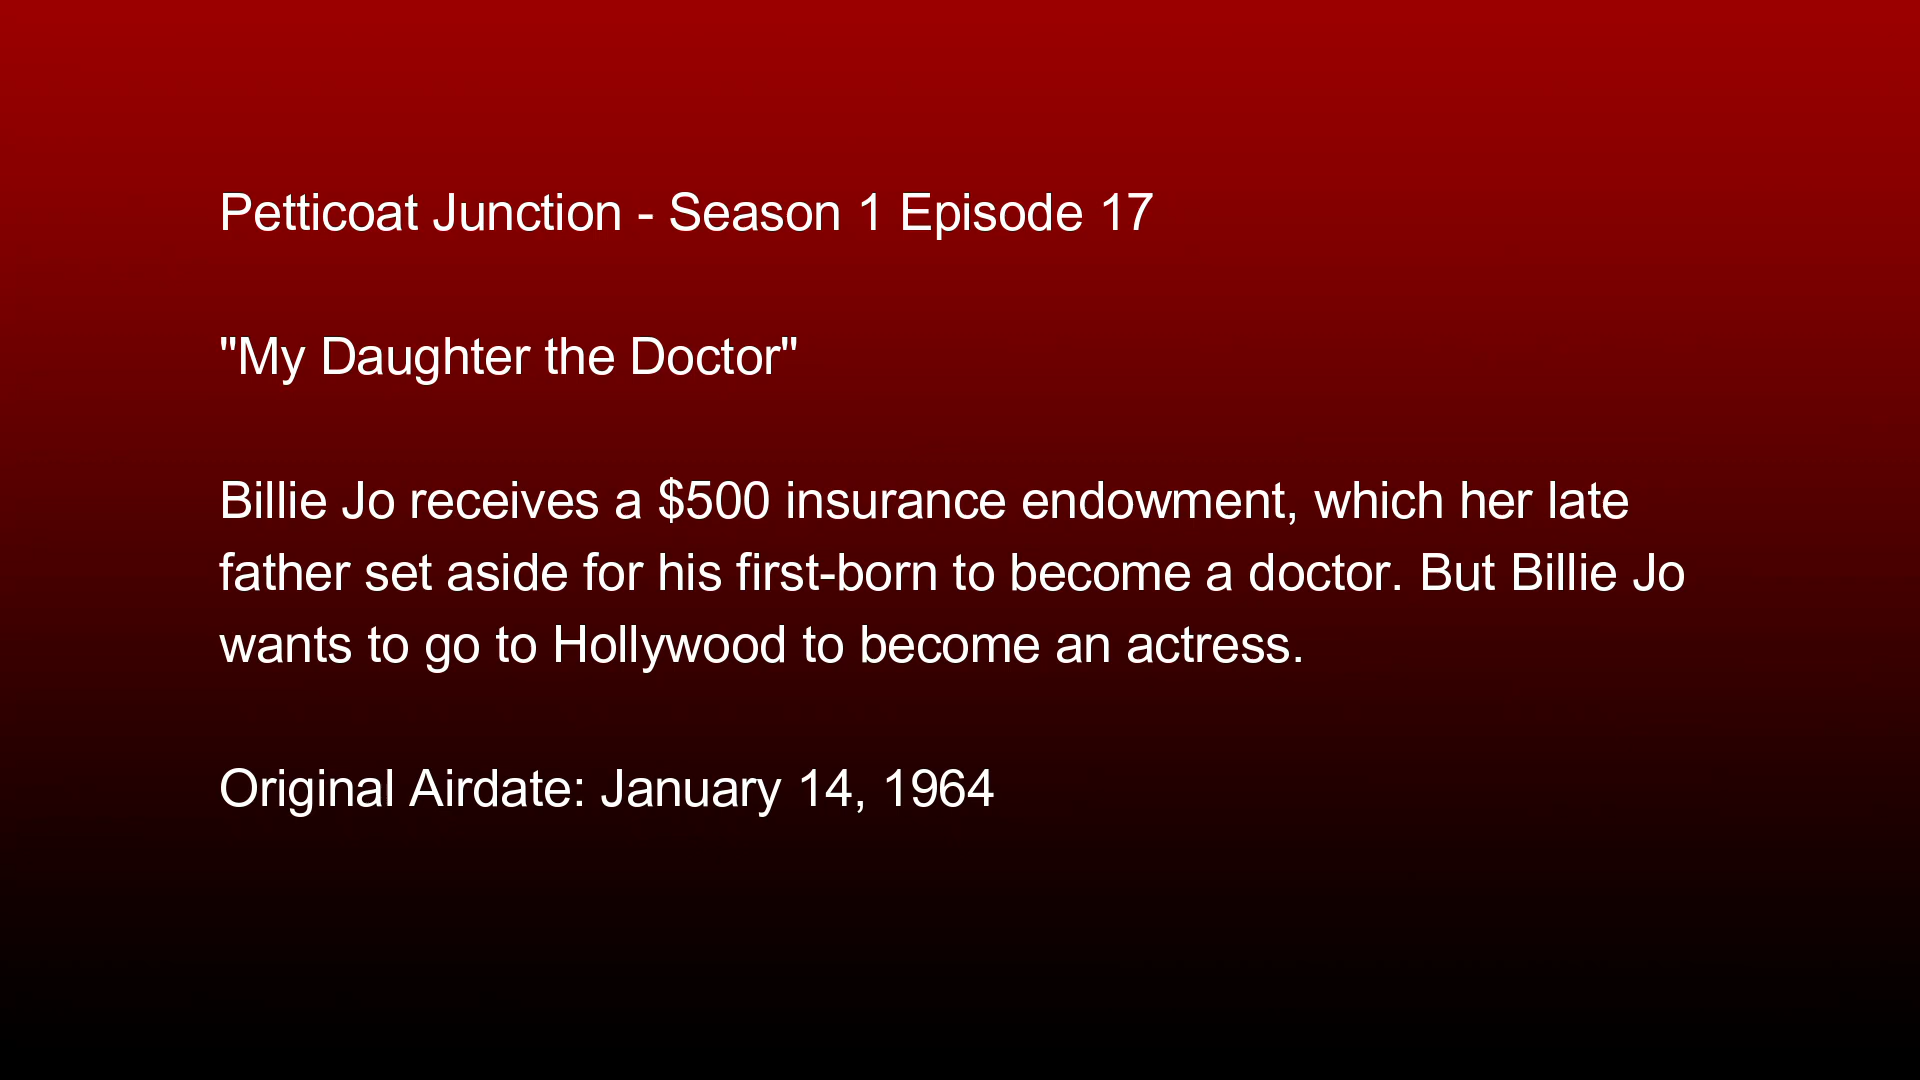 Petticoat Junction - Season 1 Episode 17
"My Daughter the Doctor"
Billie Jo receives a $500 insurance endowment, which her late
father set aside for his first-born to become a doctor. But Billie Jo
wants to go to Hollywood to become an actress.
Original Airdate: January 14, 1964